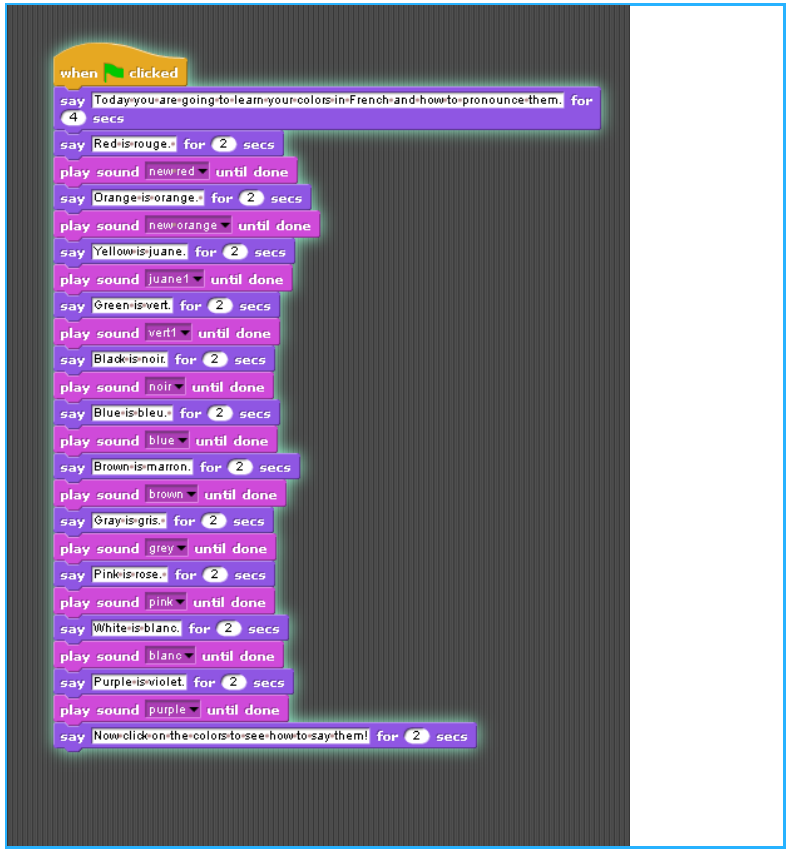 when clicked
say Today you are going to learn your colors in French and how to pronounce them. for
4 secs
say Red is rouge. for 2 secs
play sound new red until done
say Orange is orange. for 2 secs
play sound new orange until done
say Yellow is juane. for 2 secs
play sound juane1 until done
say Green is vert. for 2 secs
play sound vert1 until done
say Black is noir. for 2 secs
play sound noir until done
say Blue is bleu. for 2 secs
play sound blue until done
say Brown is marron. for 2 secs
play sound brown until done
say Gray is gris. for 2 secs
play sound grey until done
say Pink is rose. for 2 secs
play sound pink until done
say White is blanc. for 2 secs
play sound blanc until done
say Purple is violet. for 2 secs
play sound purple until done
say Now click on the colors to see how to say them! for 2 secs